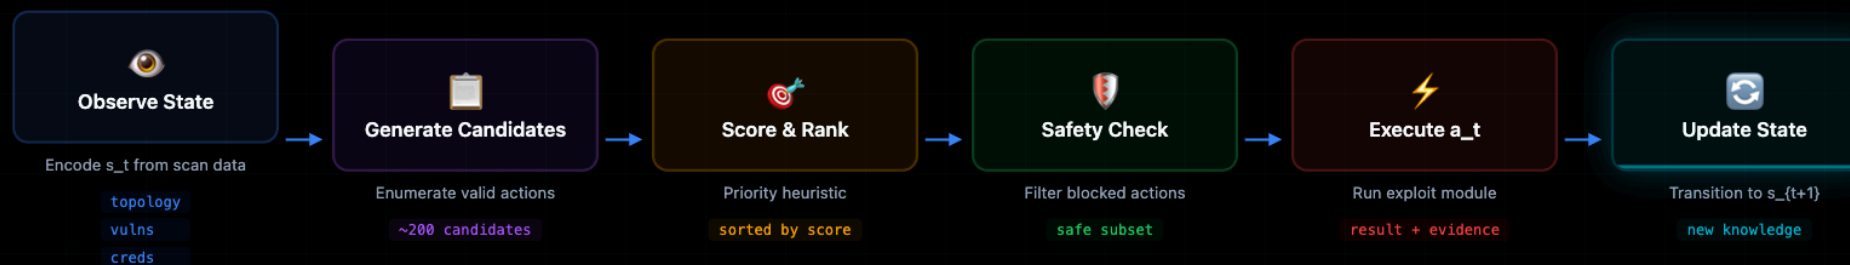 Observe State
Encode s_t from scan data
topology
vulns
creds
Generate Candidates
Enumerate valid actions
~200 candidates
Score & Rank
Priority heuristic
sorted by score
Safety Check
Filter blocked actions
safe subset
Execute a_t
Run exploit module
result + evidence
Update State
Transition to s_{t+1}
new knowledge